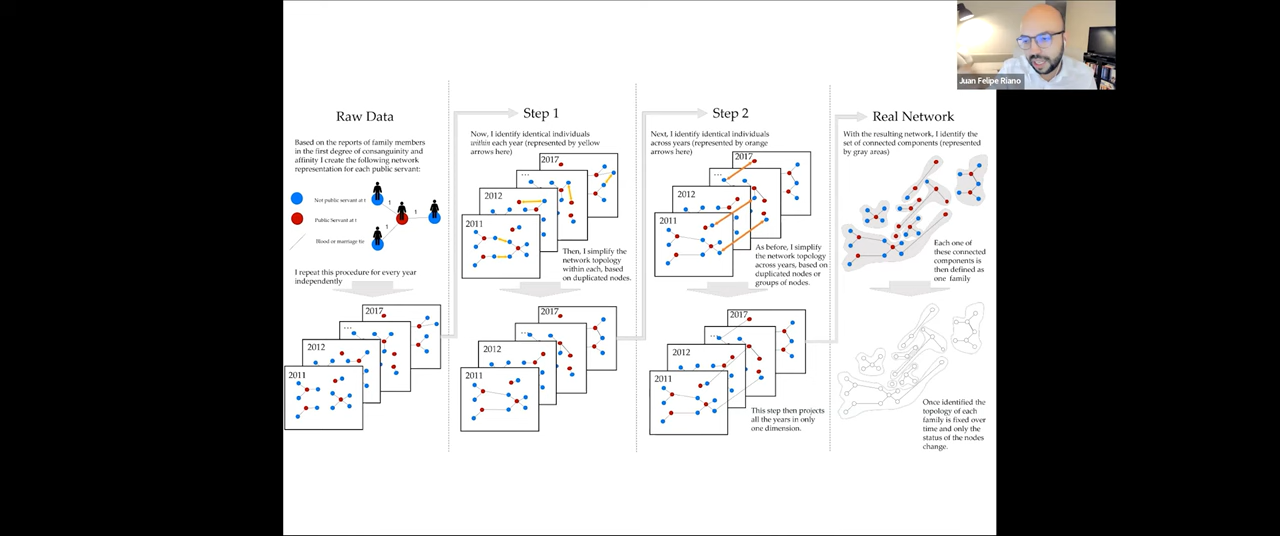 Juan Felipe Riano
Raw Data
Based on the reports of family members
in the first degree of consanguinity and
affinity I create the following network
representation for each public servant:
Not public servant at t
Public Servant at t
Blood or marriage tie
1
1
1
I repeat this procedure for every year
independently
2017
...
2012
2011
Step 1
Now, I identify identical individuals
within each year (represented by yellow
arrows here)
2017
...
2012
2011
Then, I simplify the
network topology
within each, based
on duplicated nodes.
2017
...
2012
2011
Step 2
Next, I identify identical individuals
across years (represented by orange
arrows here)
2017
...
2012
2011
As before, I simplify
the network topology
across years, based on
duplicated nodes or
groups of nodes.
2017
...
2012
2011
This step then projects
all the years in only
one dimension.
Real Network
With the resulting network, I identify the
set of connected components (represented
by gray areas)
Each one of
these connected
components is
then defined as
one family
Once identified the
topology of each
family is fixed over
time and only the
status of the nodes
change.